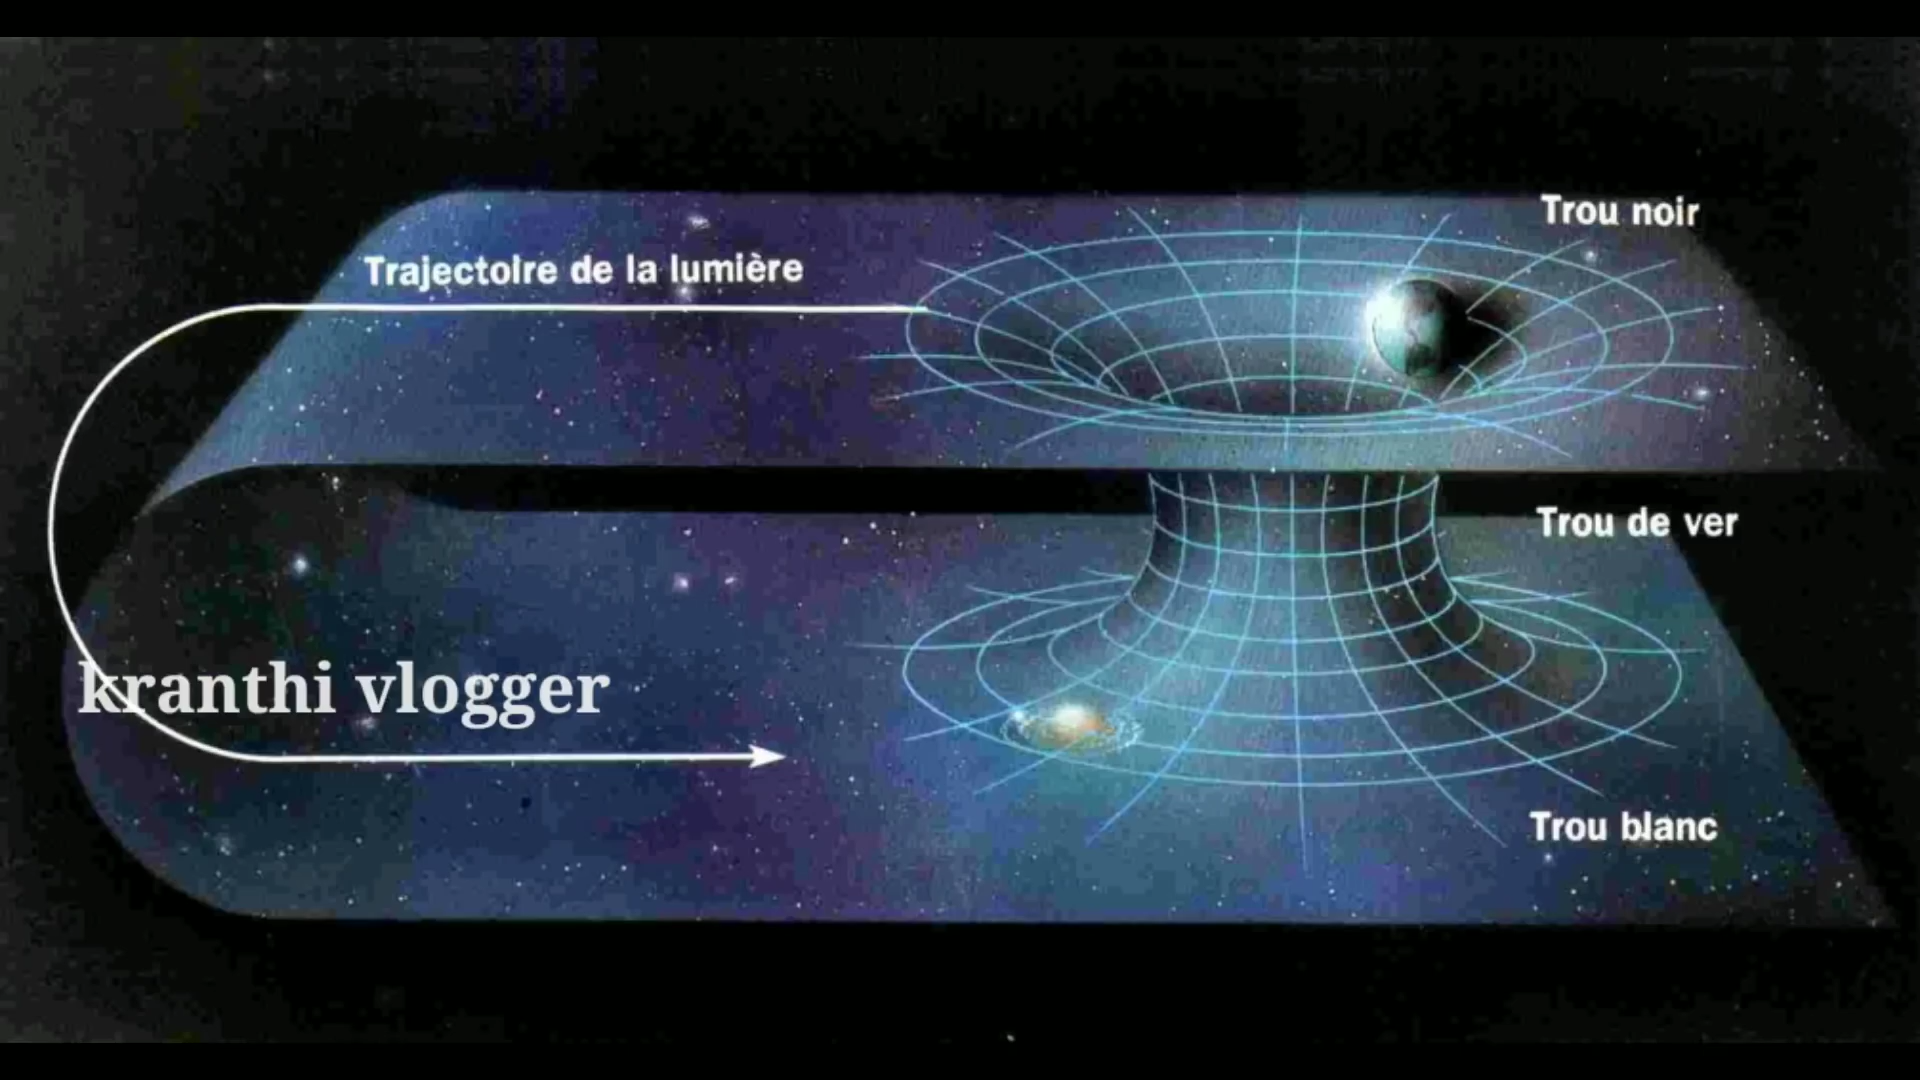 Trou noir
Trajectoire de la lumière
Trou de ver
kranthi vlogger
Trou blanc